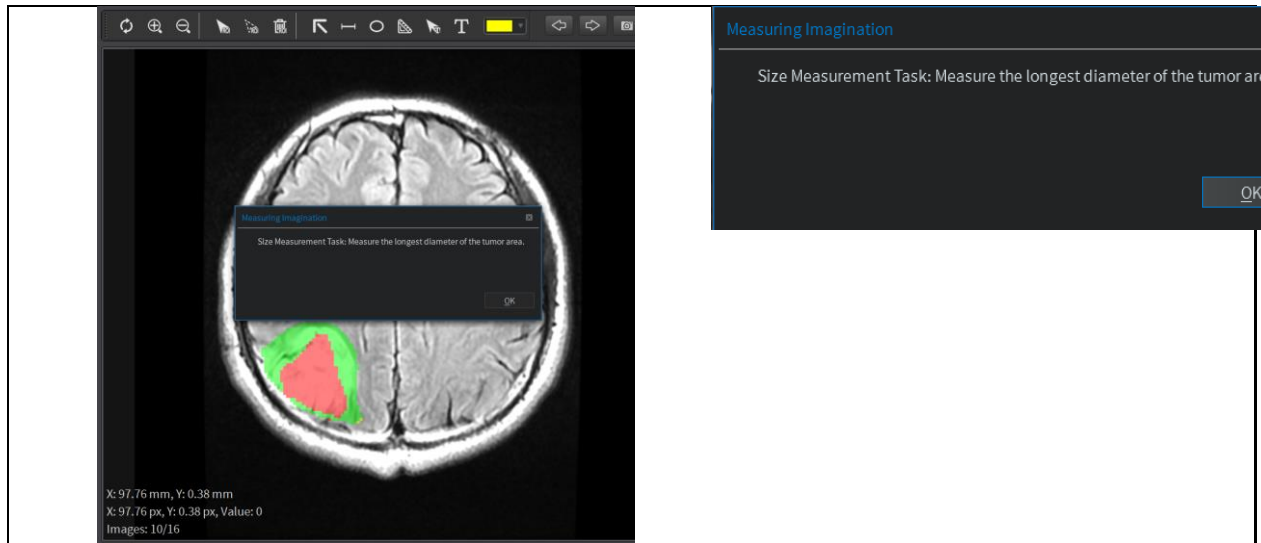 T
Measuring Imagination
Size Measurement Task: Measure the longest diameter of the tumor area.
OK
X: 97.76 mm, Y: 0.38 mm
X: 97.76 px, Y: 0.38 px, Value: 0
Images: 10/16
Measuring Imagination
Size Measurement Task: Measure the longest diameter of the tumor ar
OK